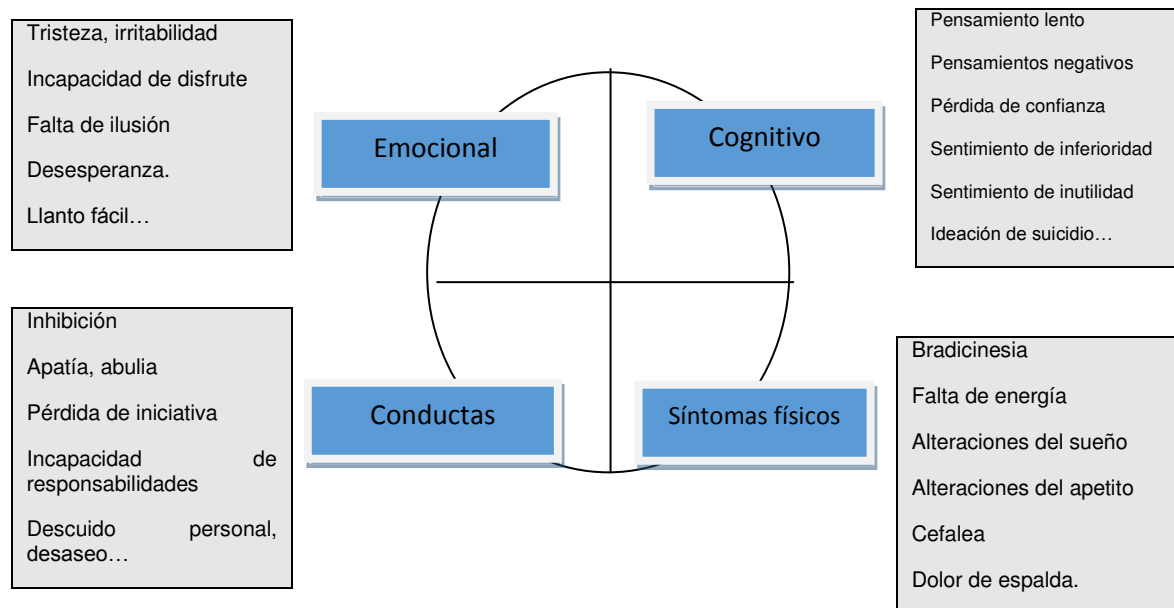 Tristeza, irritabilidad
Incapacidad de disfrute
Falta de ilusión
Desesperanza.
Llanto fácil…
Emocional
Cognitivo
Pensamiento lento
Pensamientos negativos
Pérdida de confianza
Sentimiento de inferioridad
Sentimiento de inutilidad
Ideación de suicidio…
Inhibición
Apatía, abulia
Pérdida de iniciativa
Incapacidad de
responsabilidades
Descuido personal,
desaseo…
Conductas
Síntomas físicos
Bradicinesia
Falta de energía
Alteraciones del sueño
Alteraciones del apetito
Cefalea
Dolor de espalda.